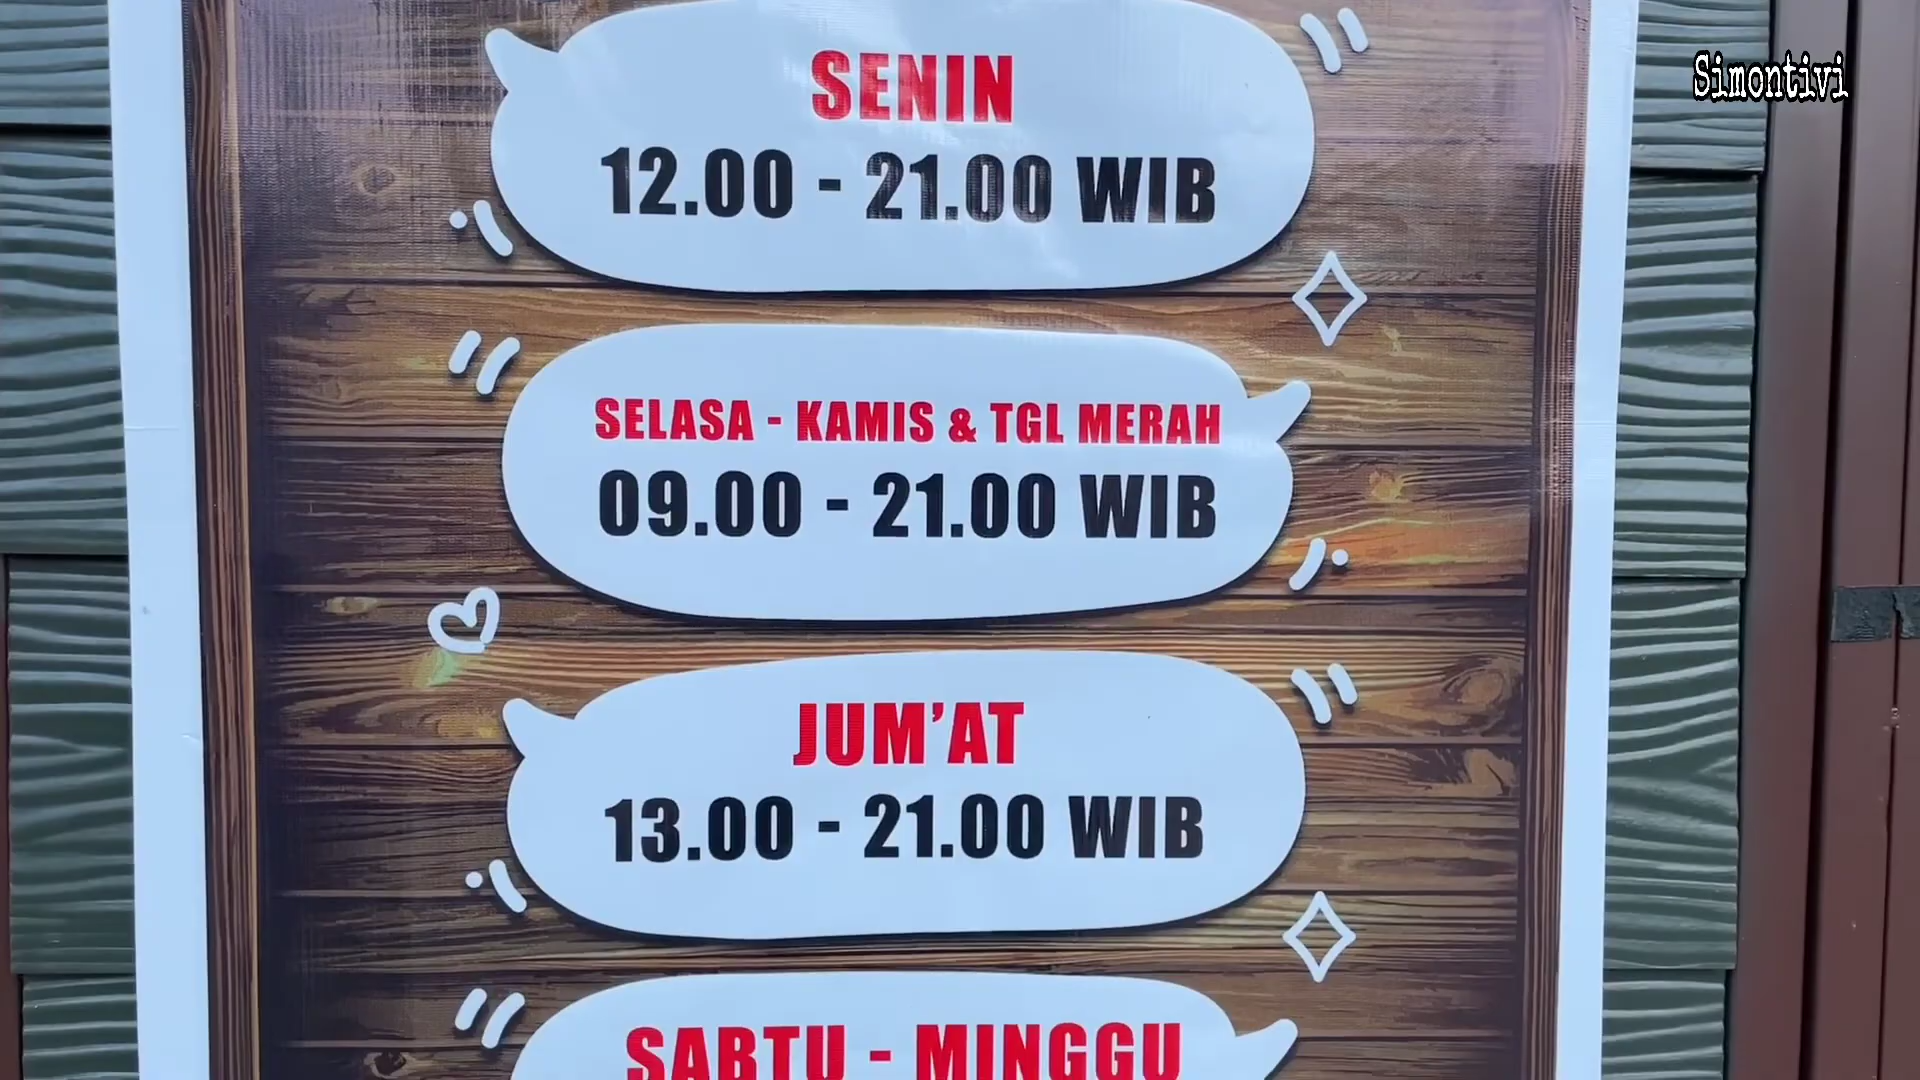 Simontivi
SENIN
12.00 - 21.00 WIB
SELASA - KAMIS & TGL MERAH
09.00 - 21.00 WIB
JUM'AT
13.00 - 21.00 WIB
SABTU - MINGGU